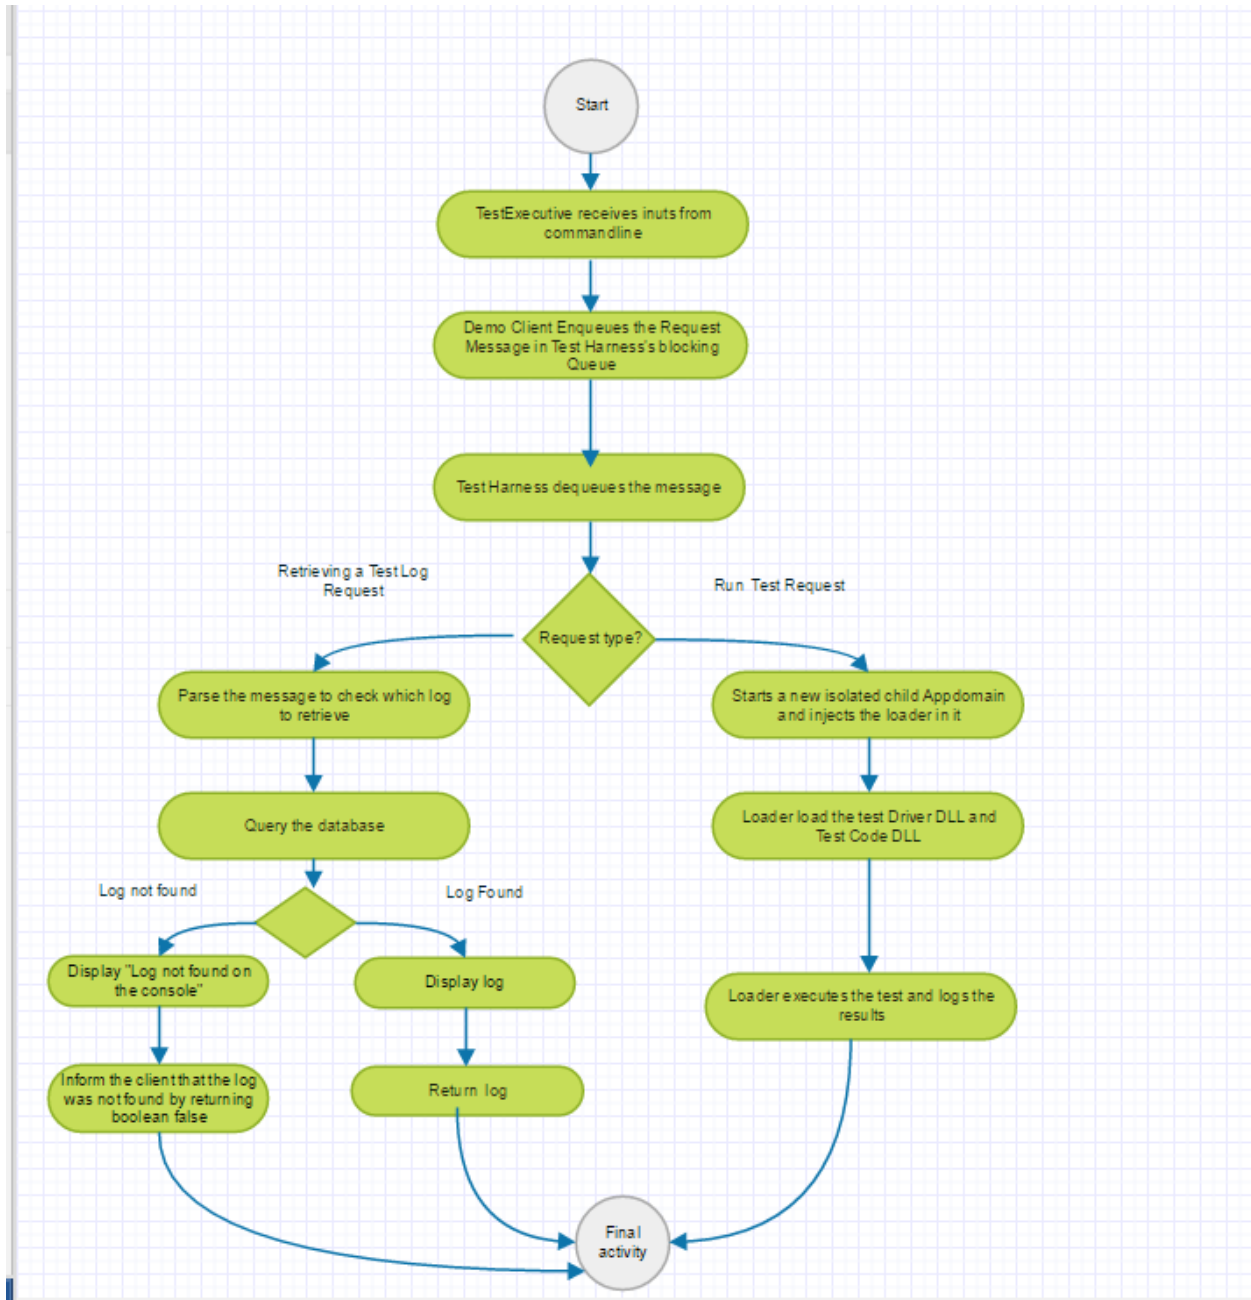 Start
TestExecutive receives inuts from
commandline
Demo Client Enqueues the Request
Message in Test Harness's blocking
Queue
Test Harness dequeues the message
Retrieving a Test Log
Request
Run Test Request
Request type?
Parse the message to check which log
to retrieve
Starts a new isolated child Appdomain
and injects the loader in it
Query the database
Loader load the test Driver DLL and
Test Code DLL
Log not found
Log Found
Display "Log not found on
the console"
Display log
Loader executes the test and logs the
results
Inform the client that the log
was not found by returning
boolean false
Return log
Final
activity